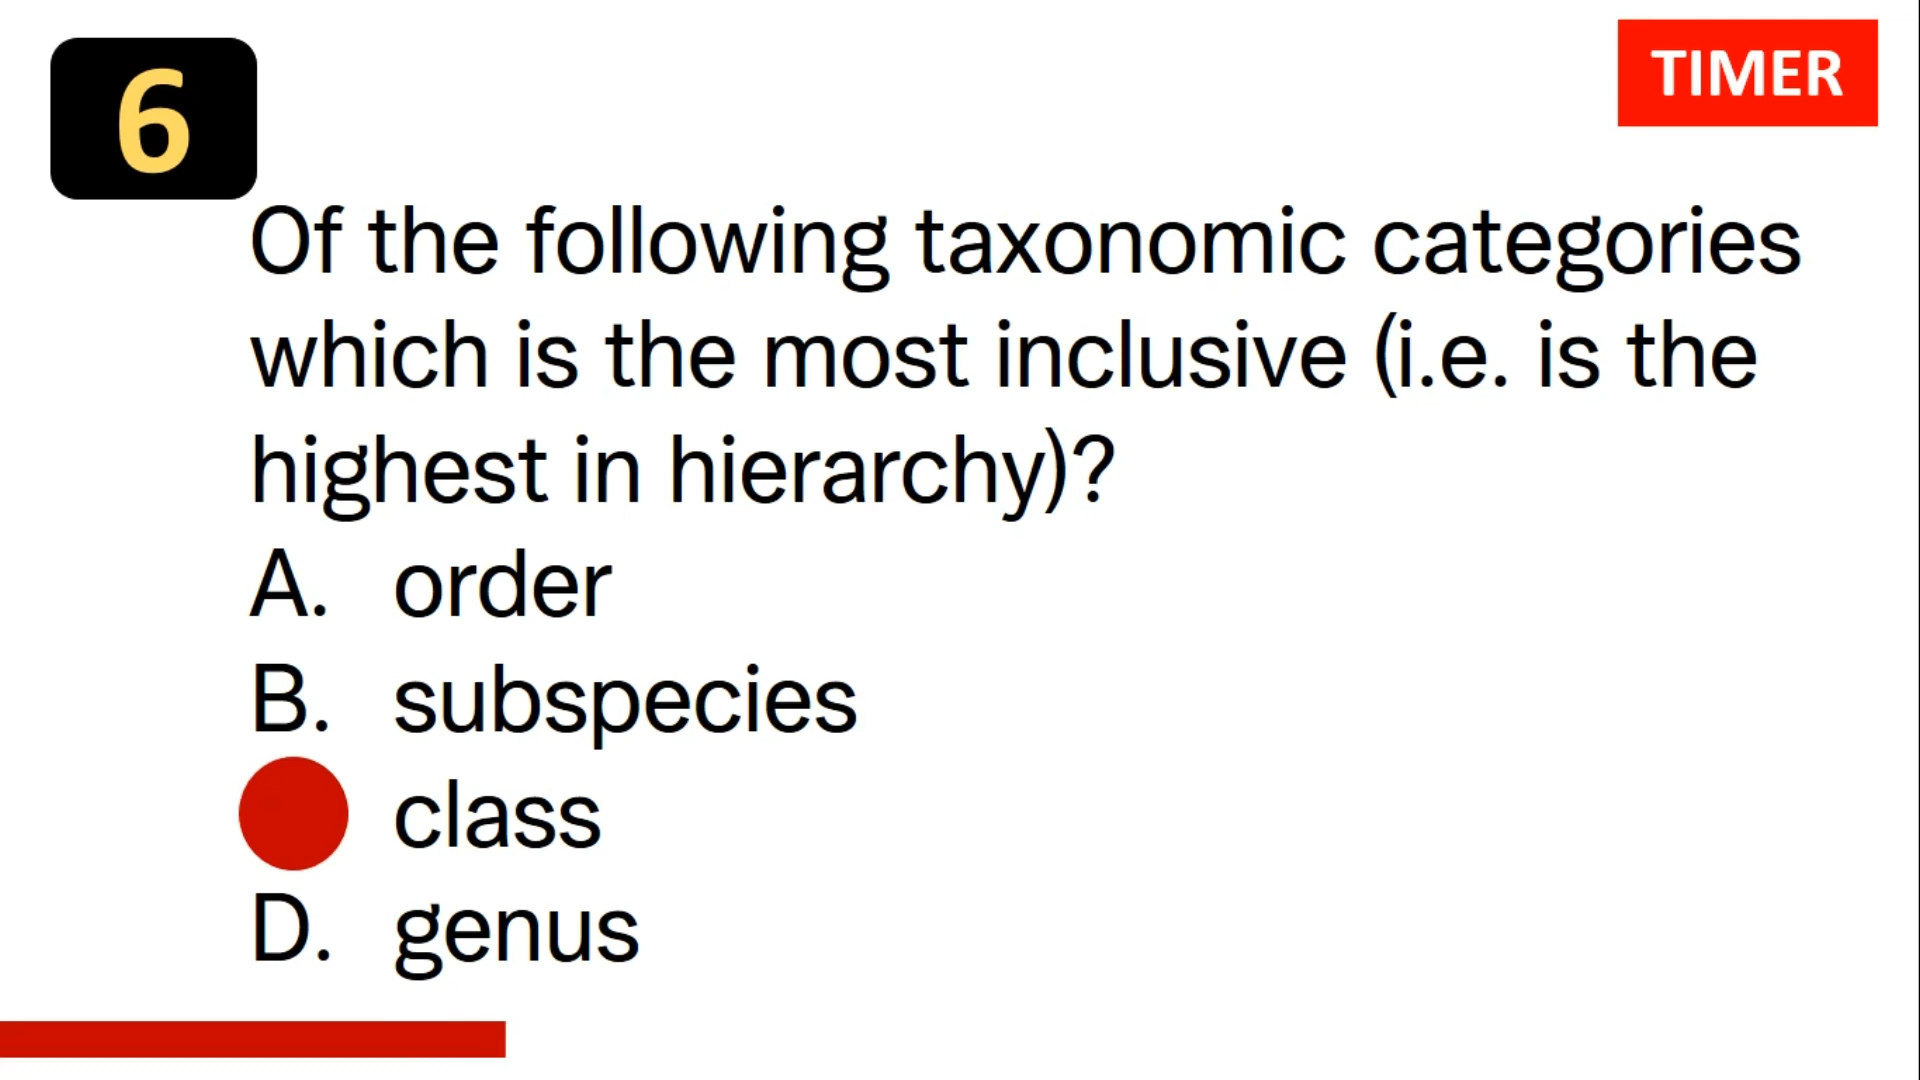 6
TIMER
Of the following taxonomic categories
which is the most inclusive (i.e. is the
highest in hierarchy)?
A. order
B. subspecies
class
D. genus